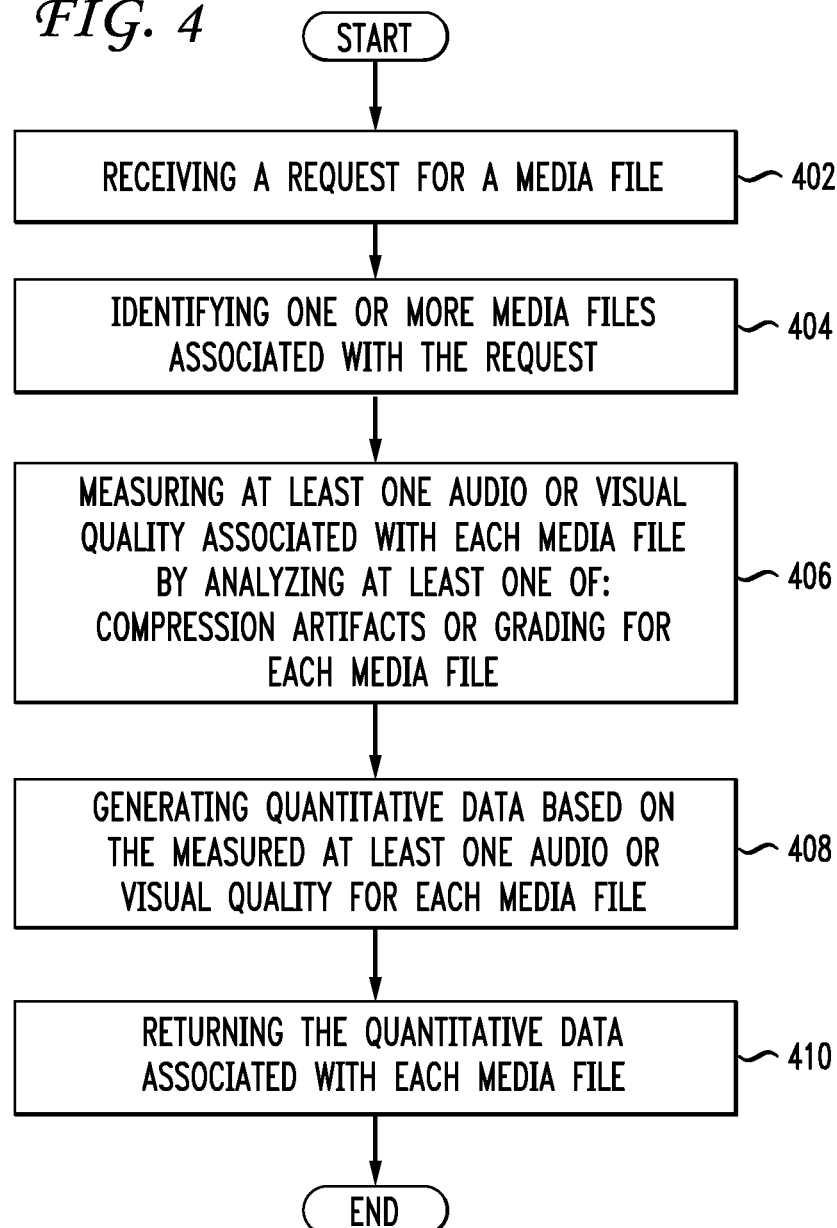 FIG. 4
START
RECEIVING A REQUEST FOR A MEDIA FILE
402
IDENTIFYING ONE OR MORE MEDIA FILES
ASSOCIATED WITH THE REQUEST
404
MEASURING AT LEAST ONE AUDIO OR VISUAL
QUALITY ASSOCIATED WITH EACH MEDIA FILE
BY ANALYZING AT LEAST ONE OF:
COMPRESSION ARTIFACTS OR GRADING FOR
EACH MEDIA FILE
406
GENERATING QUANTITATIVE DATA BASED ON
THE MEASURED AT LEAST ONE AUDIO OR
VISUAL QUALITY FOR EACH MEDIA FILE
408
RETURNING THE QUANTITATIVE DATA
ASSOCIATED WITH EACH MEDIA FILE
410
END